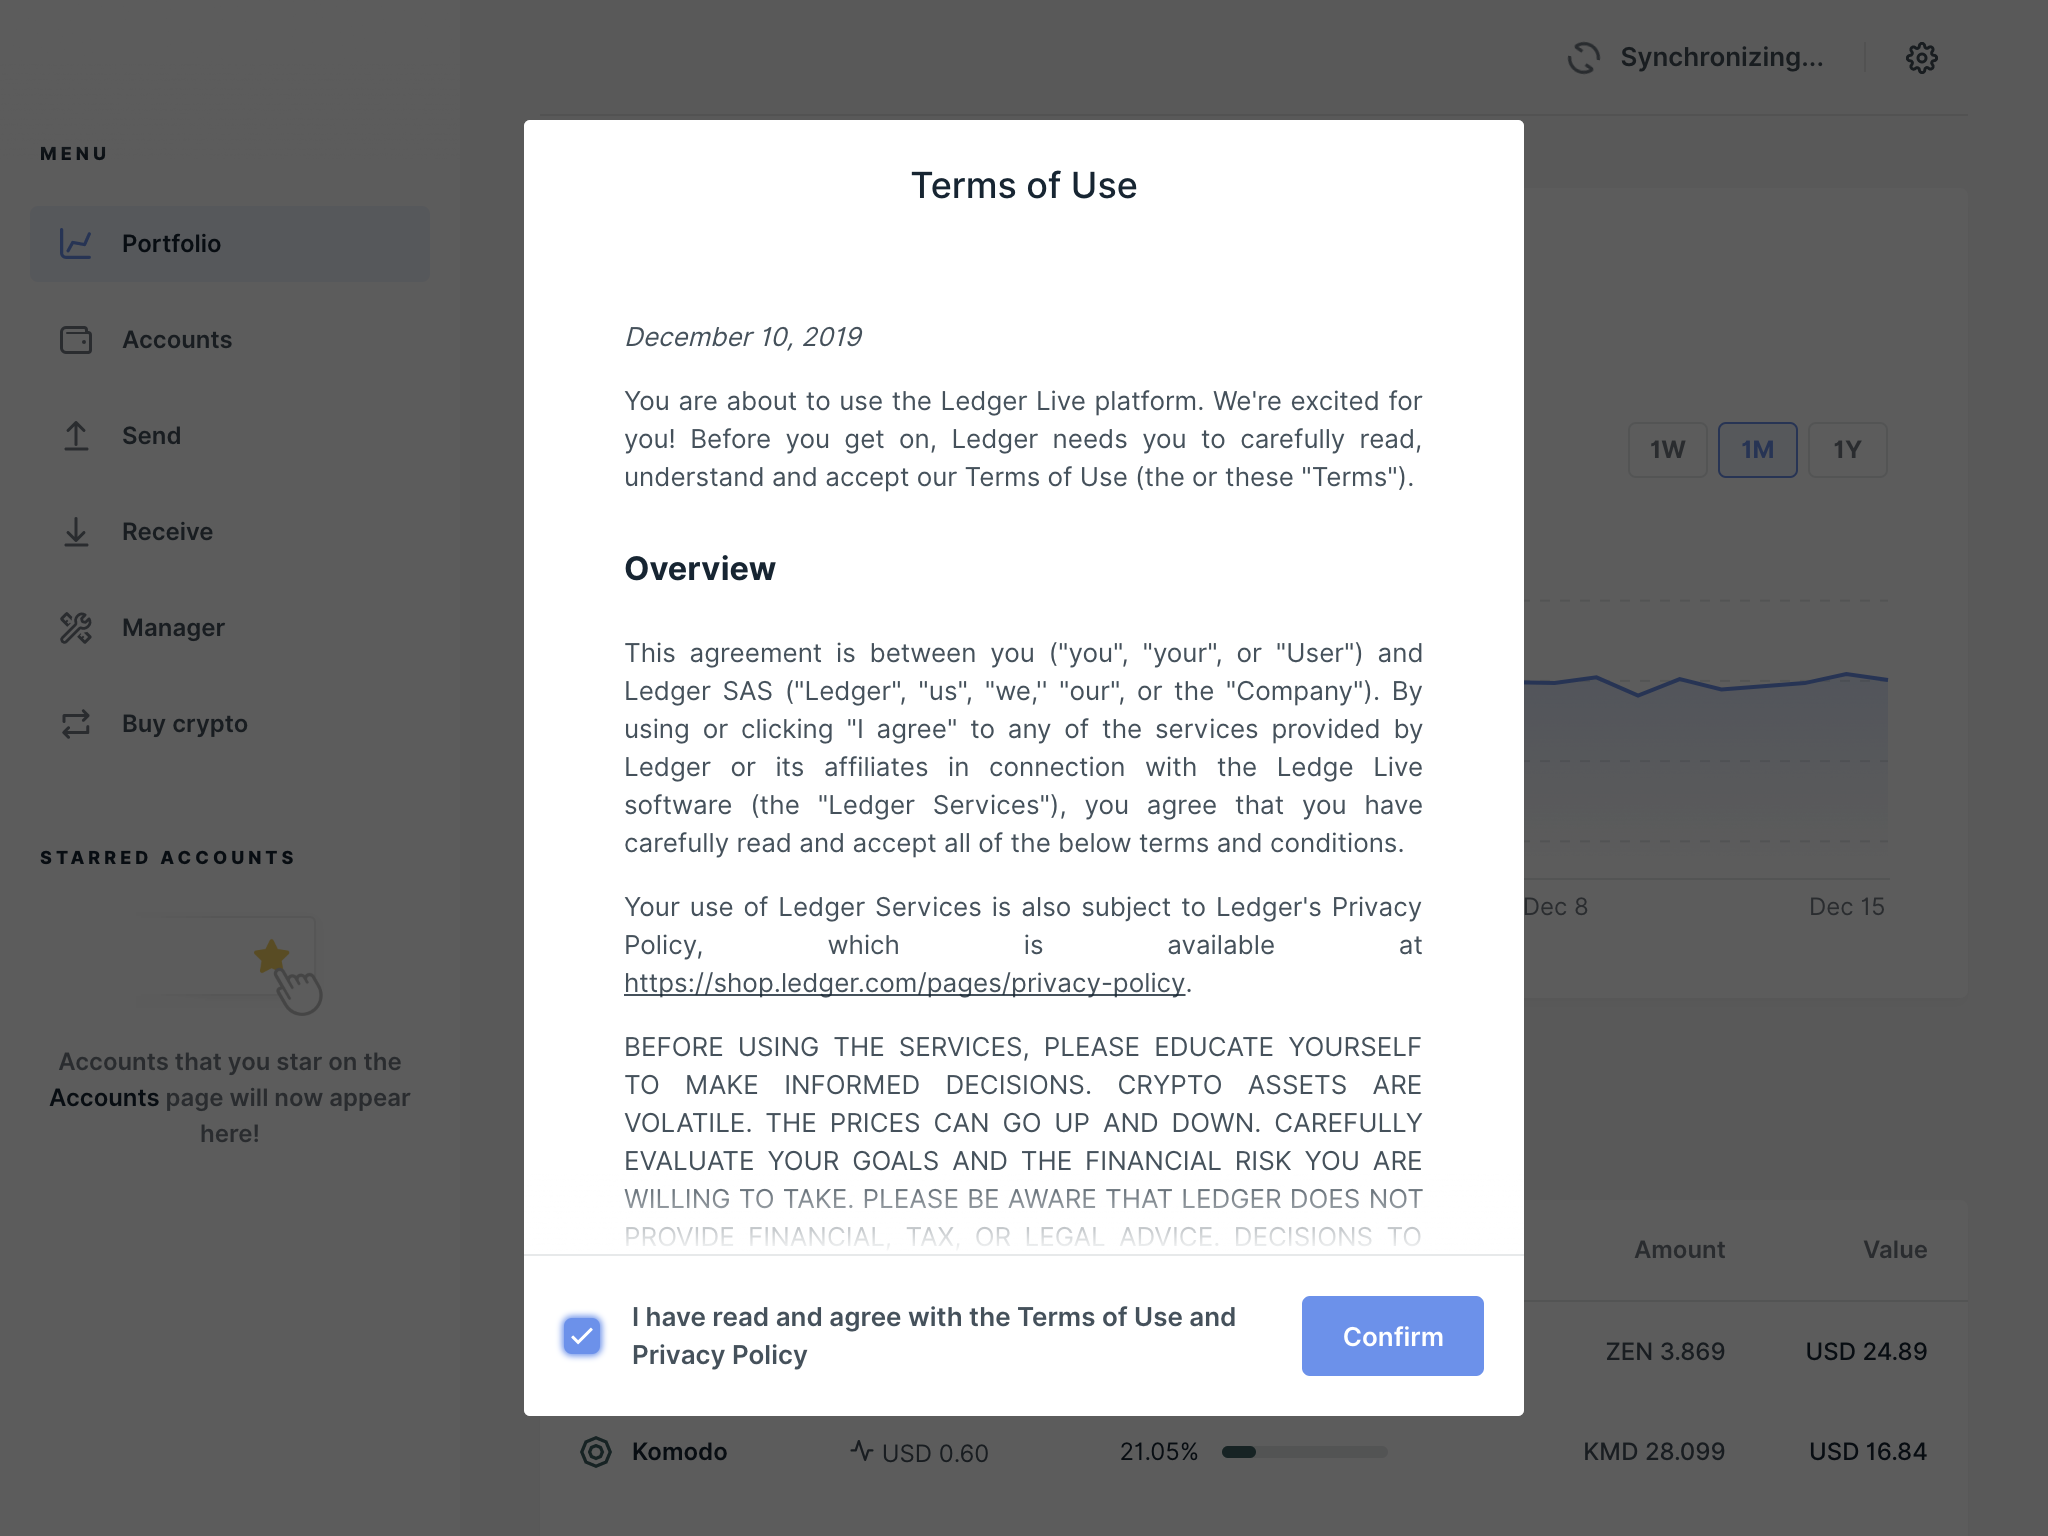 Synchronizing...
MENU
Portfolio
Accounts
Send
Receive
Manager
Buy crypto
STARRED ACCOUNTS
Accounts that you star on the
Accounts page will now appear
here!
Terms of Use
December 10, 2019
You are about to use the Ledger Live platform. We're excited for
you! Before you get on, Ledger needs you to carefully read,
understand and accept our Terms of Use (the or these "Terms").
Overview
This agreement is between you ("you", "your", or "User") and
Ledger SAS ("Ledger", "us", "we,'' "our", or the "Company"). By
using or clicking "I agree" to any of the services provided by
Ledger or its affiliates in connection with the Ledge Live
software (the "Ledger Services"), you agree that you have
carefully read and accept all of the below terms and conditions.
Your use of Ledger Services is also subject to Ledger's Privacy
Policy, which is available at
https://shop.ledger.com/pages/privacy-policy.
BEFORE USING THE SERVICES, PLEASE EDUCATE YOURSELF
TO MAKE INFORMED DECISIONS. CRYPTO ASSETS ARE
VOLATILE. THE PRICES CAN GO UP AND DOWN. CAREFULLY
EVALUATE YOUR GOALS AND THE FINANCIAL RISK YOU ARE
WILLING TO TAKE. PLEASE BE AWARE THAT LEDGER DOES NOT
PROVIDE FINANCIAL, TAX, OR LEGAL ADVICE. DECISIONS TO
I have read and agree with the Terms of Use and
Privacy Policy
Confirm
1W 1M 1Y
Dec 8 Dec 15
Amount Value
ZEN 3.869 USD 24.89
Komodo USD 0.60 21.05% KMD 28.099 USD 16.84